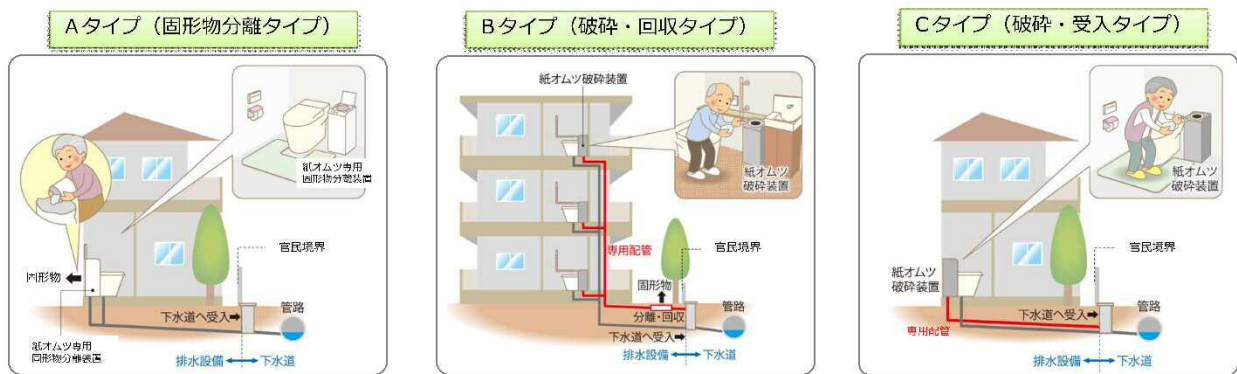 Aタイプ（固形物分離タイプ）
紙オムツ専用
固形物分離装置
官民境界
固形物
管路
下水道へ受入
紙オムツ専用
固形物分離装置
排水設備
下水道
Bタイプ（破砕・回収タイプ）
紙オムツ破砕装置
紙オムツ
破砕装置
専用配管
官民境界
固形物
管路
分離・回収
下水道へ受入
排水設備
下水道
Cタイプ（破砕・受入タイプ）
紙オムツ
破砕装置
官民境界
紙オムツ
破砕装置
管路
下水道へ受入
専用配管
排水設備
下水道